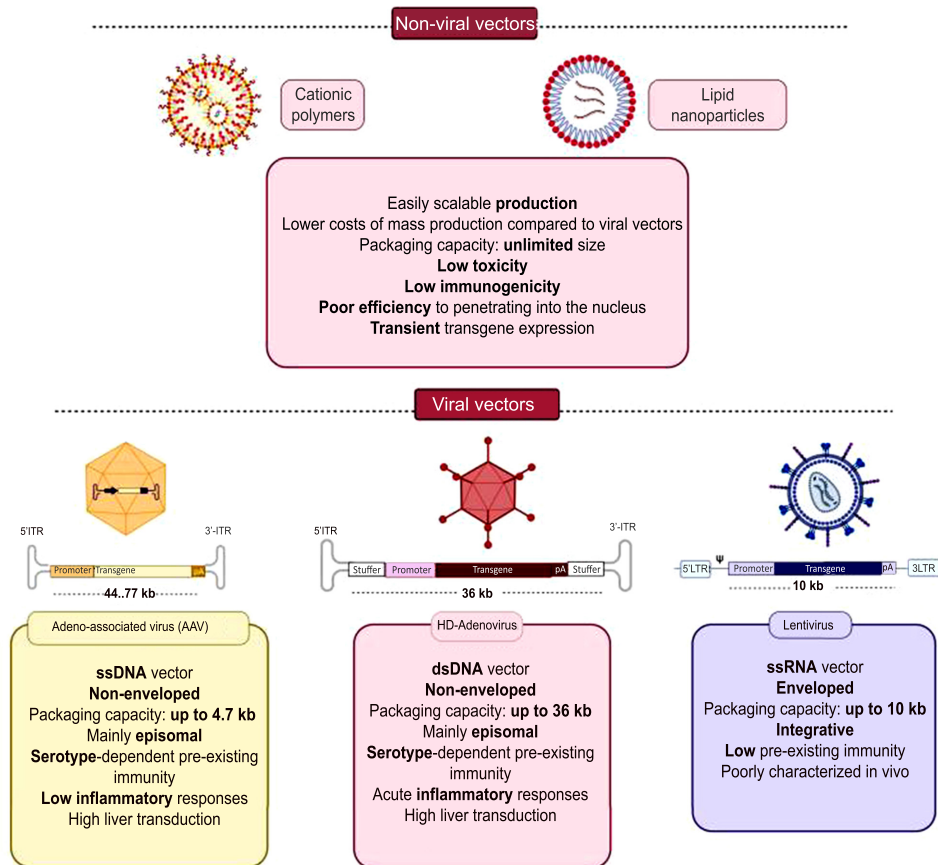 Non-viral vectors
Cationic
polymers
Lipid
nanoparticles
Easily scalable production
Lower costs of mass production compared to viral vectors
Packaging capacity: unlimited size
Low toxicity
Low immunogenicity
Poor efficiency to penetrating into the nucleus
Transient transgene expression
Viral vectors
5'ITR
3'-ITR
Promoter Transgene
44..77 kb
5'ITR
3'-ITR
Stuffer Promoter Transgene pA Stuffer
36 kb
5'LTR Ψ Promoter Transgene pA 3LTR
10 kb
Adeno-associated virus (AAV)
ssDNA vector
Non-enveloped
Packaging capacity: up to 4.7 kb
Mainly episomal
Serotype-dependent pre-existing
immunity
Low inflammatory responses
High liver transduction
HD-Adenovirus
dsDNA vector
Non-enveloped
Packaging capacity: up to 36 kb
Mainly episomal
Serotype-dependent pre-existing
immunity
Acute inflammatory responses
High liver transduction
Lentivirus
ssRNA vector
Enveloped
Packaging capacity: up to 10 kb
Integrative
Low pre-existing immunity
Poorly characterized in vivo